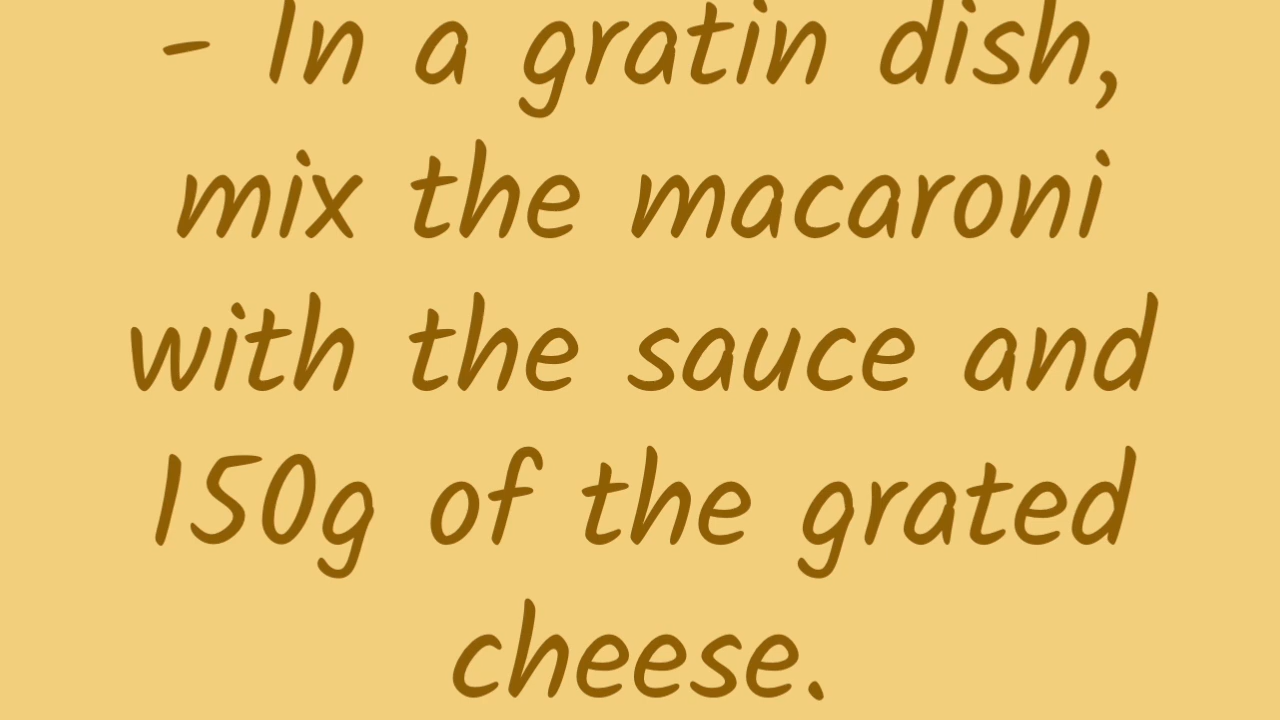 - In a gratin dish,
mix the macaroni
with the sauce and
150g of the grated
cheese.